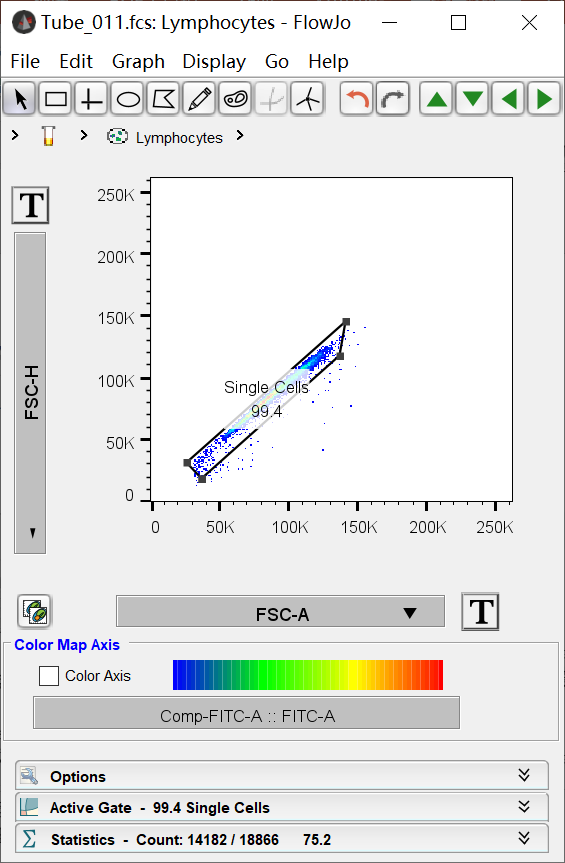 Tube_011.fcs: Lymphocytes - FlowJo
File Edit Graph Display Go Help
Lymphocytes
T
250K
200K
150K
100K
50K
0
FSC-H
Single Cells
99.4
0 50K 100K 150K 200K 250K
FSC-A
T
Color Map Axis
Color Axis
Comp-FITC-A :: FITC-A
Options
Active Gate - 99.4 Single Cells
Σ Statistics - Count: 14182 / 18866 75.2